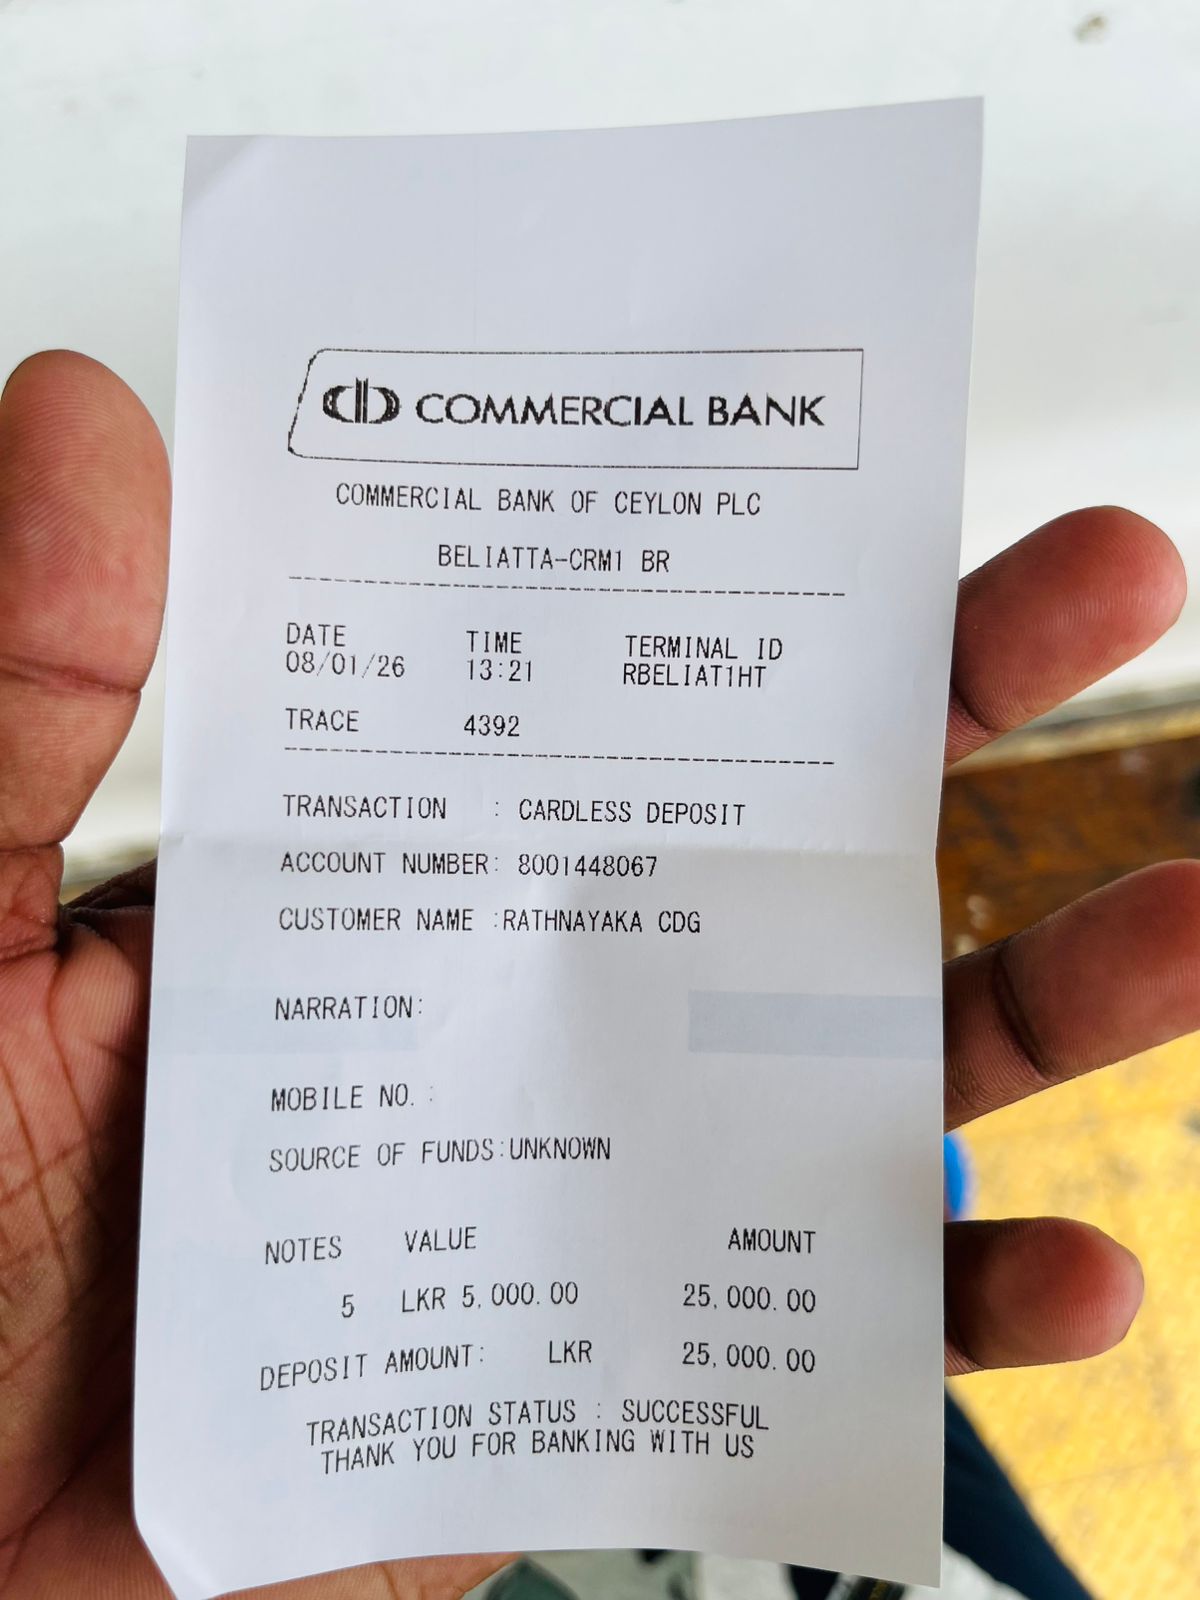 COMMERCIAL BANK
COMMERCIAL BANK OF CEYLON PLC
BELIATTA-CRM1 BR
DATE TIME TERMINAL ID
08/01/26 13:21 RBELIAT1HT
TRACE 4392
TRANSACTION : CARDLESS DEPOSIT
ACCOUNT NUMBER: 8001448067
CUSTOMER NAME :RATHNAYAKA CDG
NARRATION:
MOBILE NO. :
SOURCE OF FUNDS:UNKNOWN
NOTES VALUE AMOUNT
5 LKR 5,000.00 25,000.00
DEPOSIT AMOUNT: LKR 25,000.00
TRANSACTION STATUS : SUCCESSFUL
THANK YOU FOR BANKING WITH US